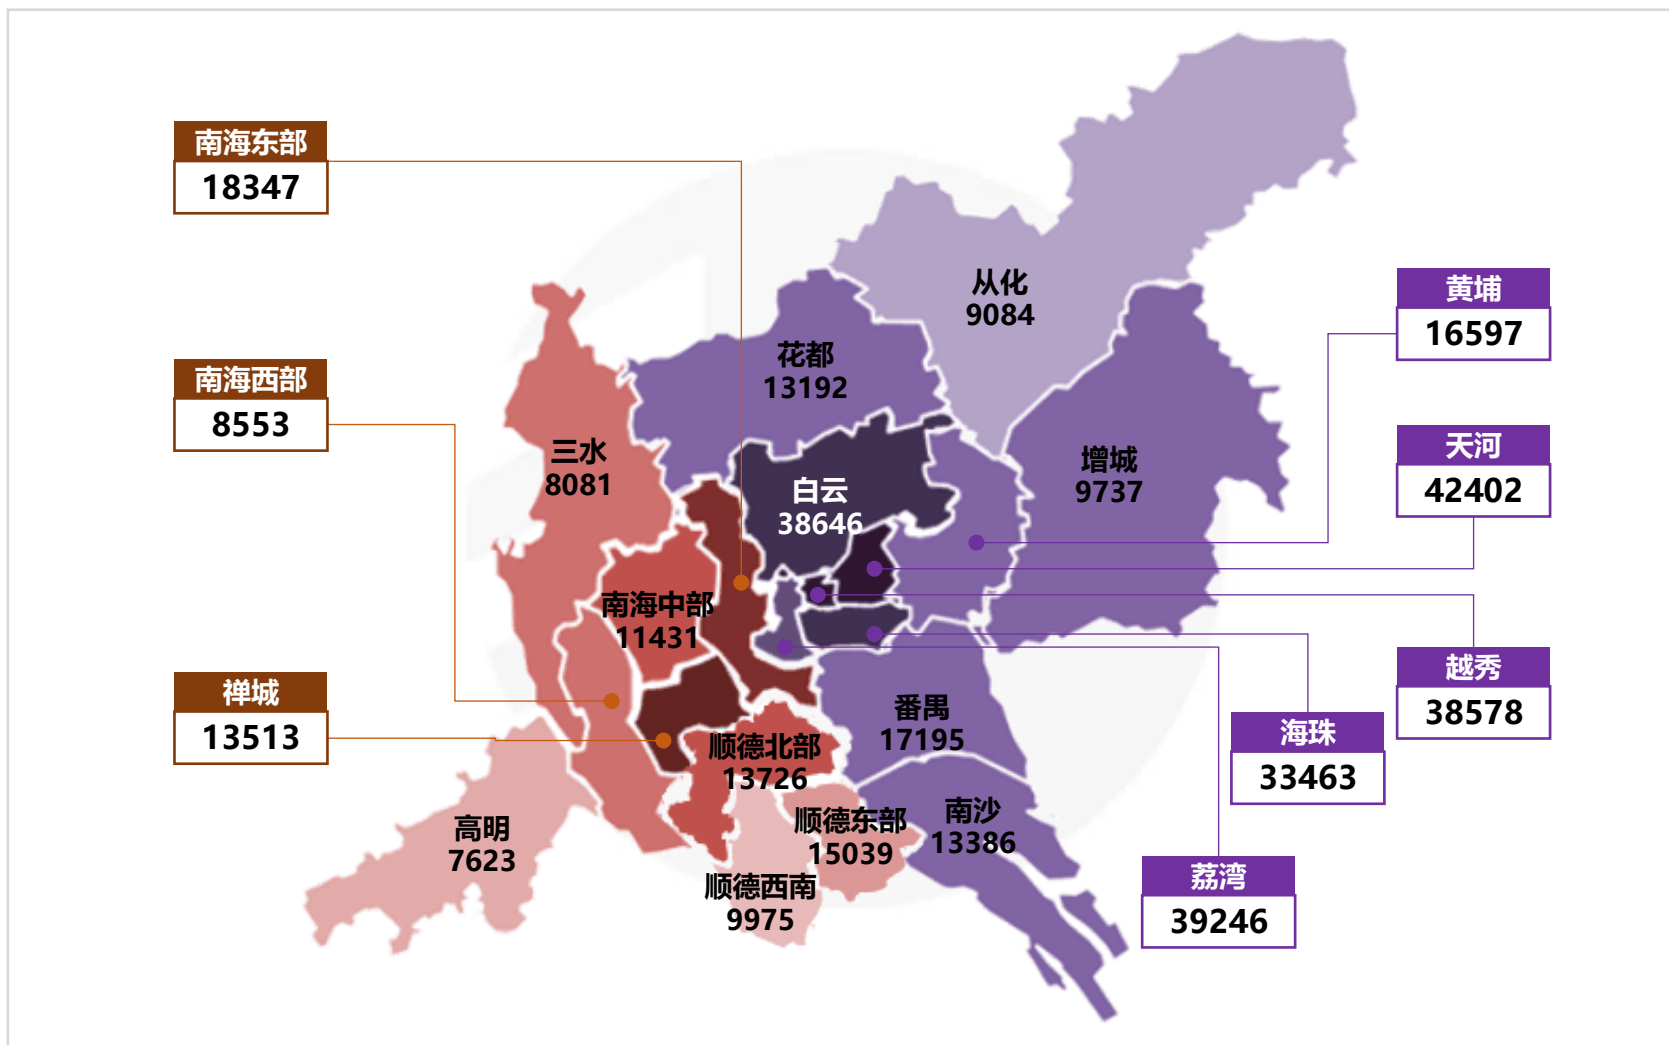 南海东部
18347
从化
9084
黄埔
16597
花都
13192
南海西部
8553
三水
8081
增城
9737
天河
42402
白云
38646
南海中部
11431
越秀
38578
禅城
13513
番禺
17195
海珠
33463
顺德北部
13726
高明
7623
顺德东部
15039
南沙
13386
顺德西南
9975
荔湾
39246